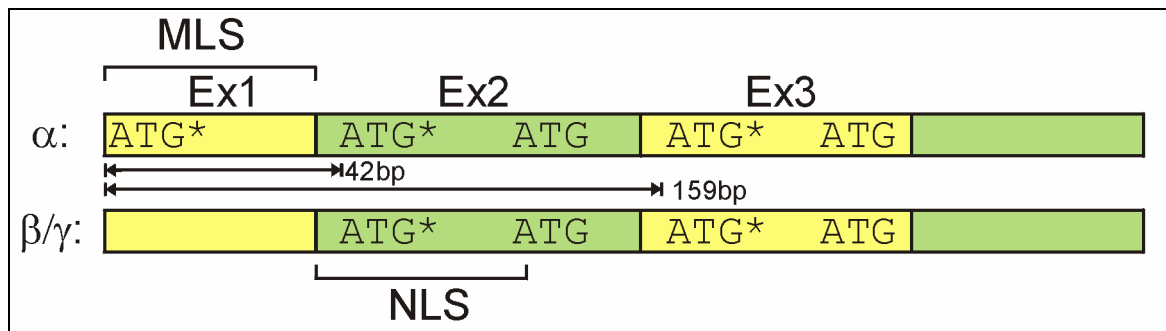 MLS
Ex1 Ex2 Ex3
α: ATG* ATG* ATG ATG* ATG
42bp
159bp
β/γ: ATG* ATG ATG* ATG
NLS